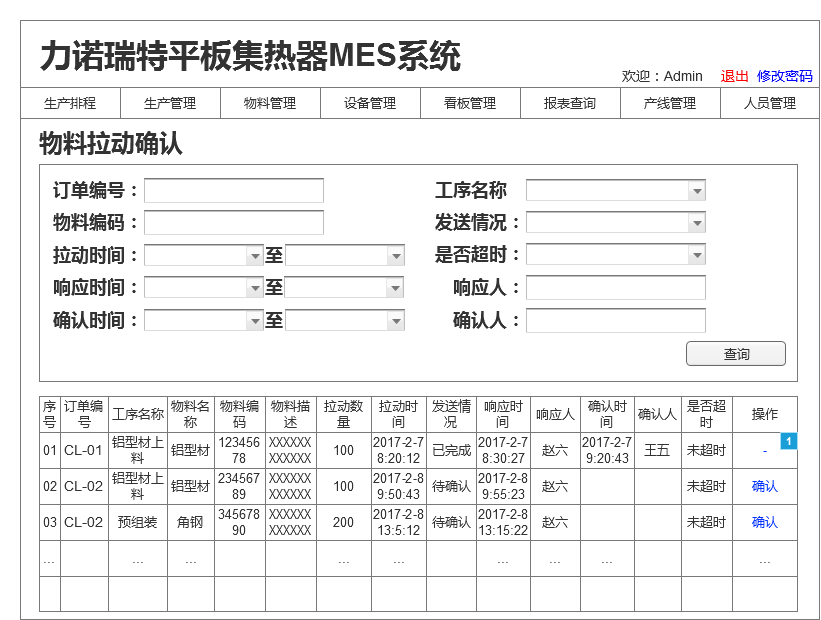 力诺瑞特平板集热器MES系统
欢迎：Admin 退出 修改密码
生产排程 生产管理 物料管理 设备管理 看板管理 报表查询 产线管理 人员管理
物料拉动确认
订单编号： 工序名称
物料编码： 发送情况：
拉动时间： 至 是否超时：
响应时间： 至 响应人：
确认时间： 至 确认人：
查询
序号 订单编号 工序名称 物料名称 物料编码 物料描述 拉动数量 拉动时间 发送情况 响应时间 响应人 确认时间 确认人 是否超时 操作
01 CL-01 铝型材上料 铝型材 12345678 XXXXXXXXXXXX 100 2017-2-7 8:20:12 已完成 2017-2-7 8:30:27 赵六 2017-2-7 9:20:43 王五 未超时 - 1
02 CL-02 铝型材上料 铝型材 23456789 XXXXXXXXXXXX 100 2017-2-8 9:50:43 待确认 2017-2-8 9:55:23 赵六 未超时 确认
03 CL-02 预组装 角钢 34567890 XXXXXXXXXXXX 200 2017-2-8 13:5:12 待确认 2017-2-8 13:15:22 赵六 未超时 确认
... ... ... ... ... ... ... ... ...